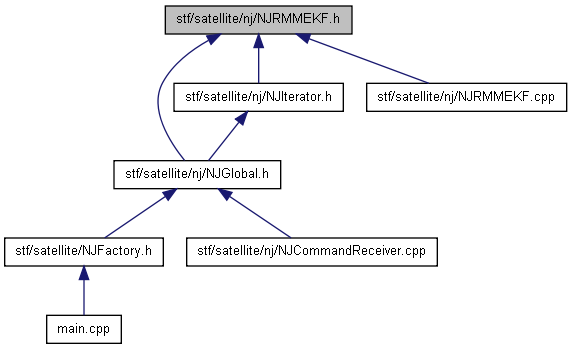 stf/satellite/nj/NJRMMEKF.h
stf/satellite/nj/NJIterator.h
stf/satellite/nj/NJRMMEKF.cpp
stf/satellite/nj/NJGlobal.h
stf/satellite/NJFactory.h
stf/satellite/nj/NJCommandReceiver.cpp
main.cpp